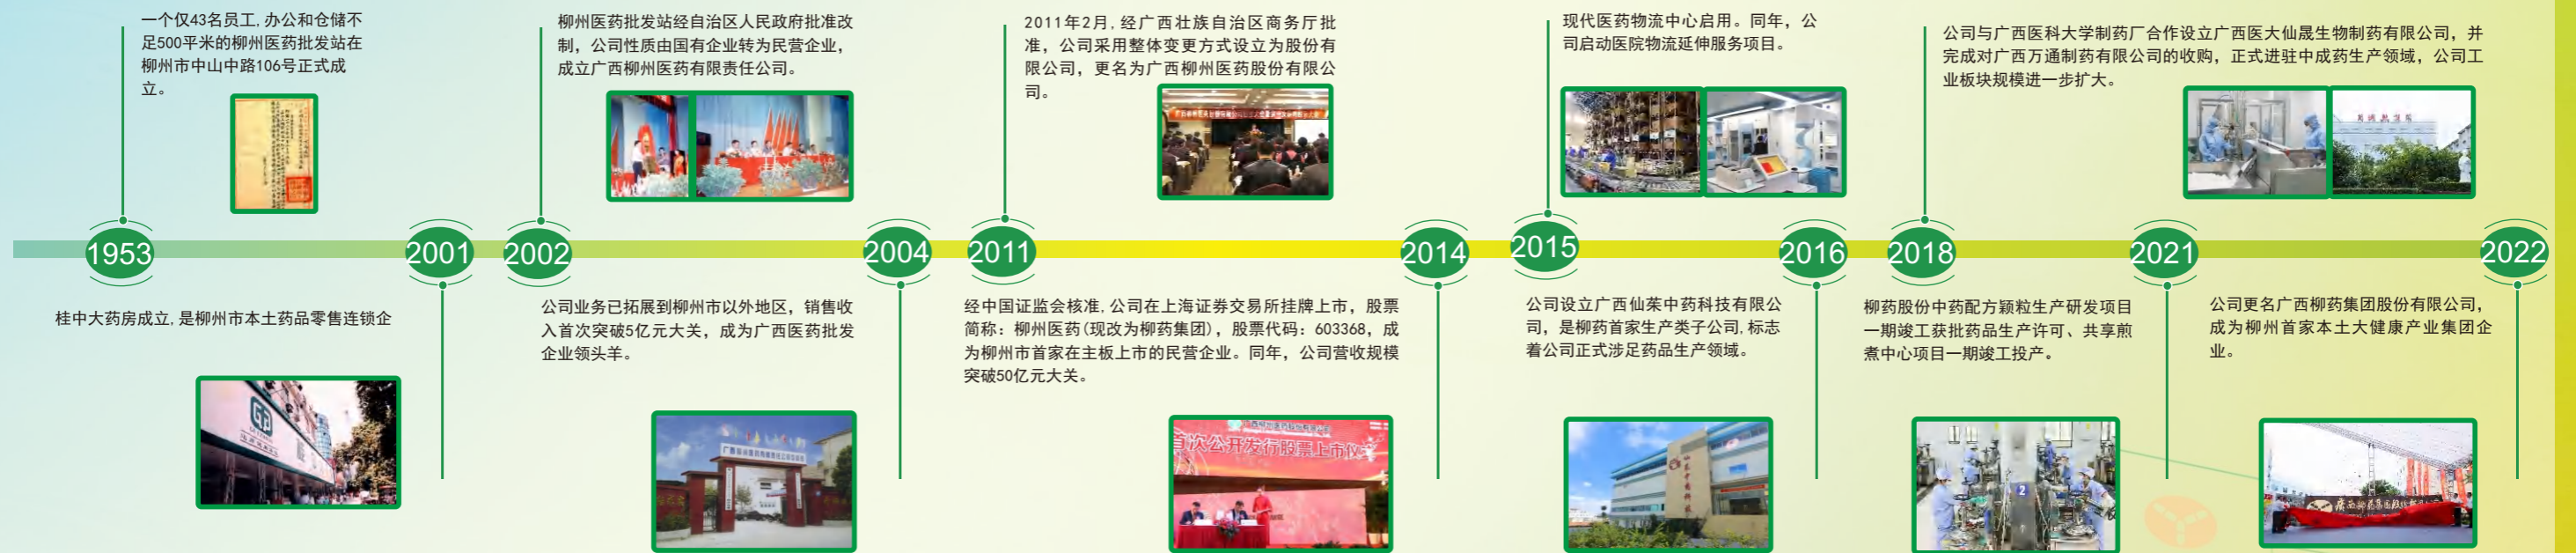 一个仅43名员工,办公和仓储不
足500平米的柳州医药批发站在
柳州市中山中路106号正式成
立。
柳州医药批发站经自治区人民政府批准改
制，公司性质由国有企业转为民营企业，
成立广西柳州医药有限责任公司。
2011年2月,经广西壮族自治区商务厅批
准，公司采用整体变更方式设立为股份有
限公司，更名为广西柳州医药股份有限公
司。
现代医药物流中心启用。同年，公
司启动医院物流延伸服务项目。
公司与广西医科大学制药厂合作设立广西医大仙晟生物制药有限公司，并
完成对广西万通制药有限公司的收购，正式进驻中成药生产领域，公司工
业板块规模进一步扩大。
1953
2001
2002
2004
2011
2014
2015
2016
2018
2021
2022
桂中大药房成立,是柳州市本土药品零售连锁企
公司业务已拓展到柳州市以外地区，销售收
入首次突破5亿元大关，成为广西医药批发
企业领头羊。
经中国证监会核准,公司在上海证券交易所挂牌上市，股票
简称：柳州医药(现改为柳药集团)，股票代码：603368，成
为柳州市首家在主板上市的民营企业。同年，公司营收规模
突破50亿元大关。
公司设立广西仙茱中药科技有限公
司，是柳药首家生产类子公司,标志
着公司正式涉足药品生产领域。
柳药股份中药配方颗粒生产研发项目
一期竣工获批药品生产许可、共享煎
煮中心项目一期竣工投产。
公司更名广西柳药集团股份有限公司，
成为柳州首家本土大健康产业集团企
业。
广西柳州医药股份有限公司
首次公开发行股票上市仪式
仙茱中药科技
2